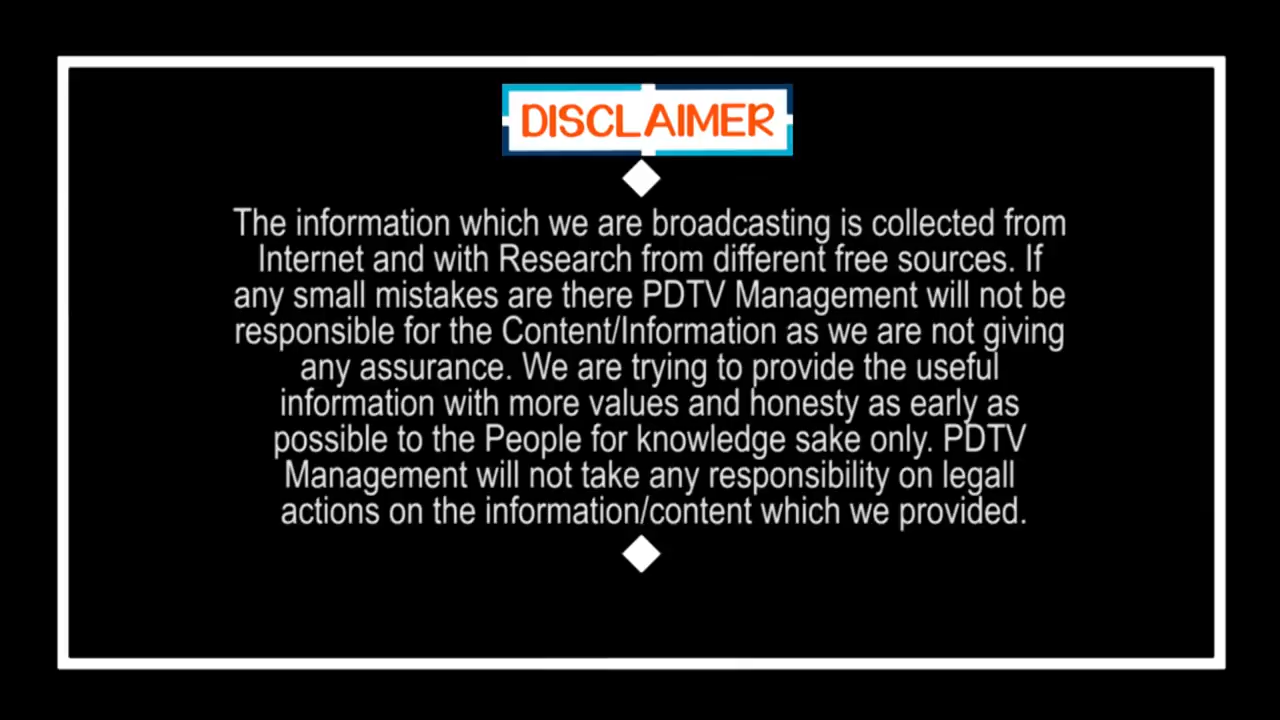 DISCLAIMER
The information which we are broadcasting is collected from
Internet and with Research from different free sources. If
any small mistakes are there PDTV Management will not be
responsible for the Content/Information as we are not giving
any assurance. We are trying to provide the useful
information with more values and honesty as early as
possible to the People for knowledge sake only. PDTV
Management will not take any responsibility on legall
actions on the information/content which we provided.